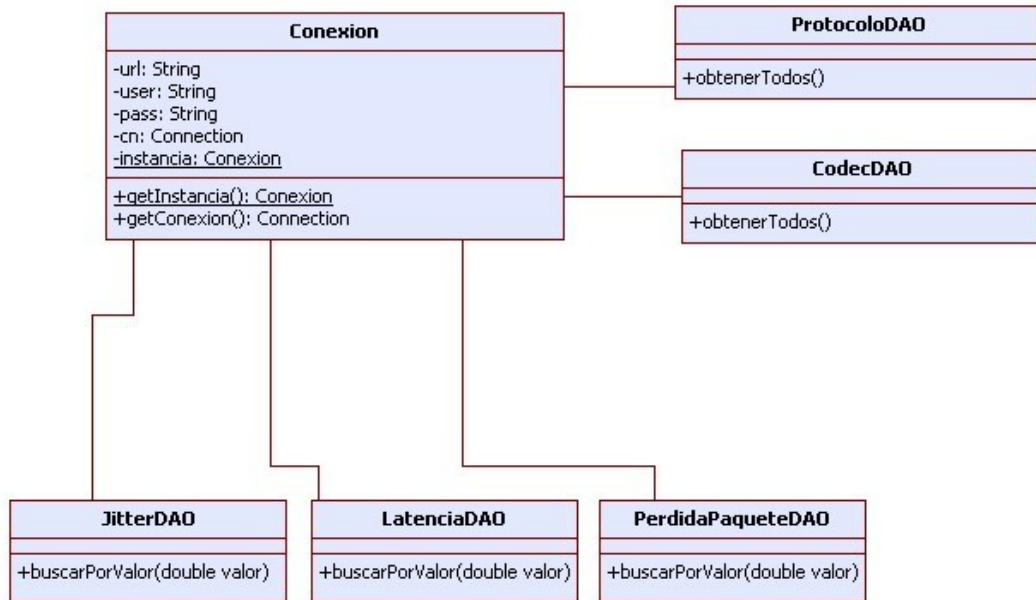 Conexion
-url: String
-user: String
-pass: String
-cn: Connection
-instancia: Conexion
+getInstancia(): Conexion
+getConexion(): Connection
ProtocoloDAO
+obtenerTodos()
CodecDAO
+obtenerTodos()
JitterDAO
+buscarPorValor(double valor)
LatenciaDAO
+buscarPorValor(double valor)
PerdidaPaqueteDAO
+buscarPorValor(double valor)